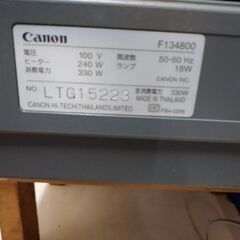 Canon F134800
電圧 100 V 周波数 50-60 Hz
ヒーター 240 W ランプ 18W
消費電力 330 W CANON INC.
NO. LTG15223 消費電力 330W
MADE IN THAILAND
CANON HI-TECH(THAILAND)LIMITED